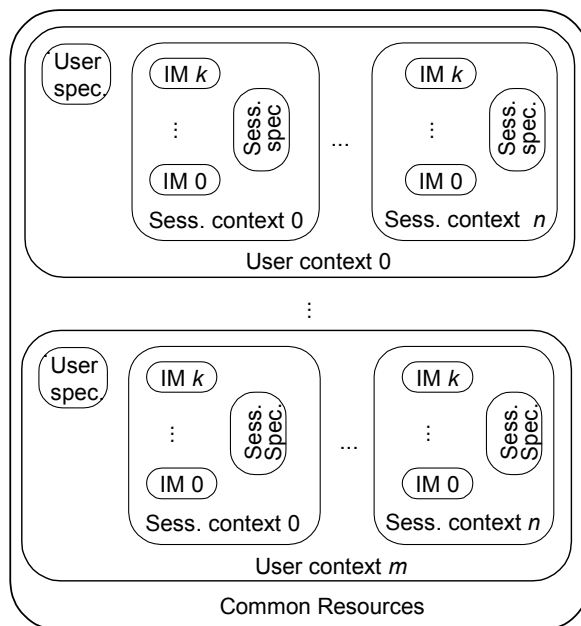 User
spec.
IM k
...
IM 0
Sess.
spec
Sess. context 0
...
IM k
...
IM 0
Sess.
spec.
Sess. context n
User context 0
...
User
spec.
IM k
...
IM 0
Sess.
Spec.
Sess. context 0
...
IM k
...
IM 0
Sess.
Spec.
Sess. context n
User context m
Common Resources